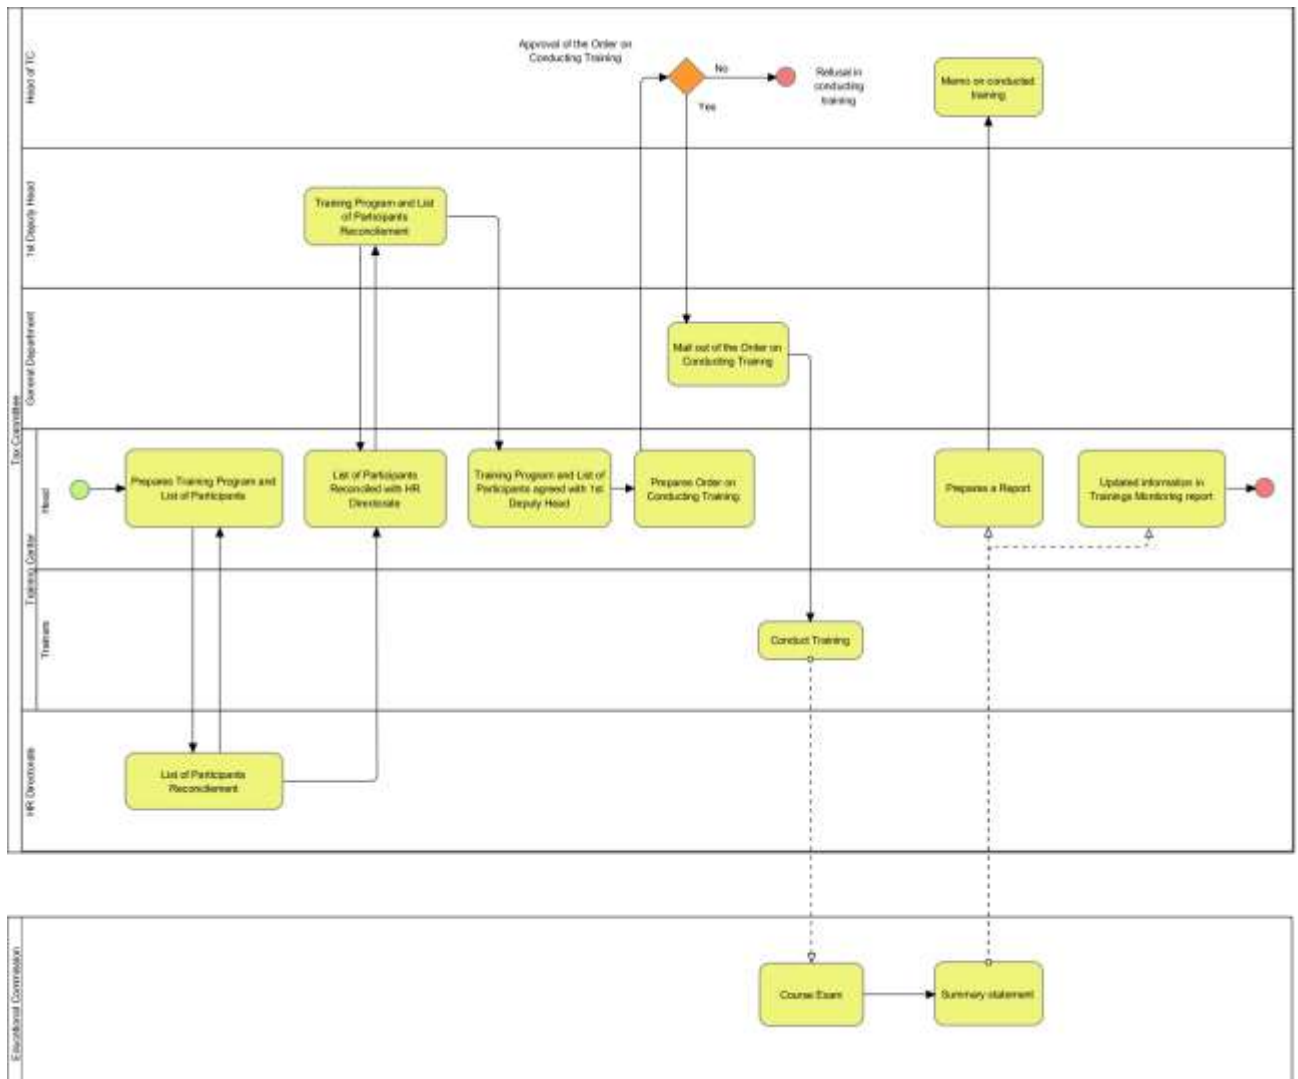 Tax Committee
Head of TC
Approval of the Order on
Conducting Training
No
Yes
Refusal in
conducting
training
Memo on conducted
training
1st Deputy Head
Training Program and List
of Participants
Reconcilement
General Department
Mail out of the Order on
Conducting Training
Training Center
Head
Prepares Training Program and
List of Participants
List of Participants
Reconciled with HR
Directorate
Training Program and List of
Participants agreed with 1st
Deputy Head
Prepares Order on
Conducting Training
Prepares a Report
Updated information in
Trainings Monitoring report
Trainers
Conduct Training
HR Directorate
List of Participants
Reconcilement
Educational Commission
Course Exam
Summary statement